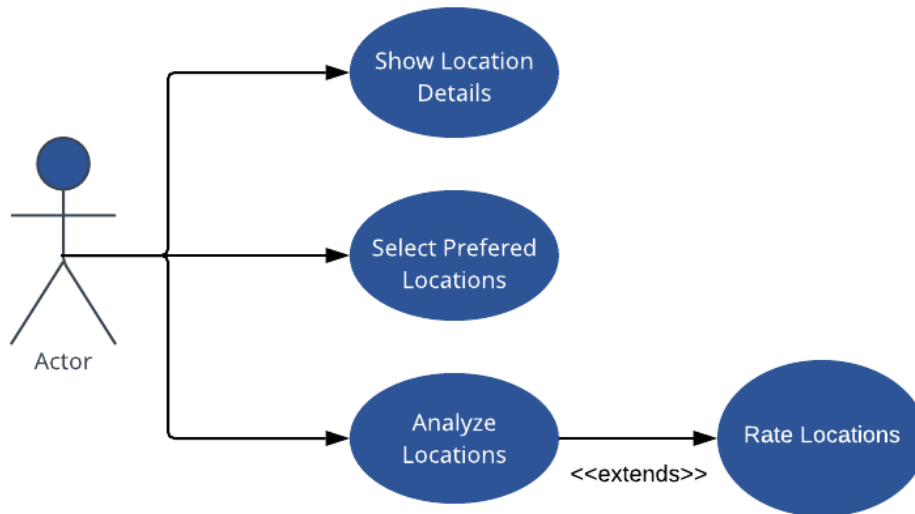 Show Location
Details
Select Prefered
Locations
Actor
Analyze
Locations
<<extends>>
Rate Locations